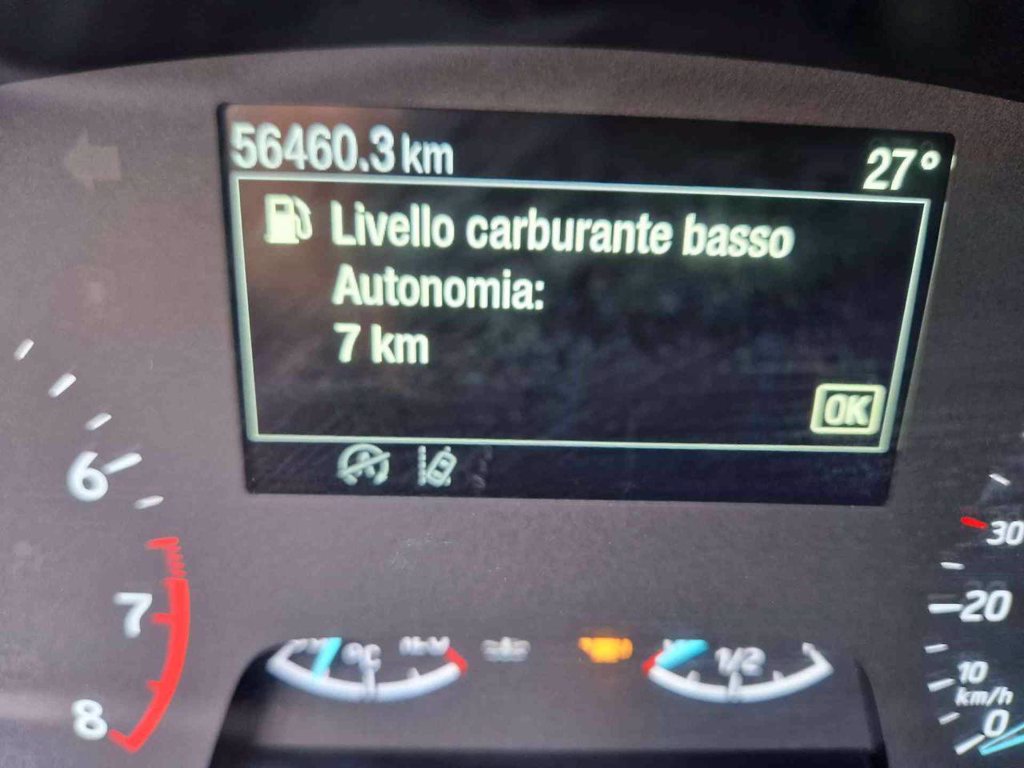 56460.3 km
27°
Livello carburante basso
Autonomia:
7 km
OK
6
7
8
°C
1/2
30
20
10
km/h
0